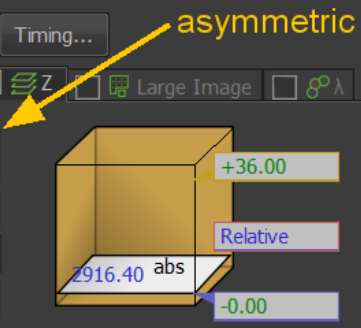 asymmetric
Timing...
Z Large Image λ
+36.00
Relative
2916.40 abs
-0.00